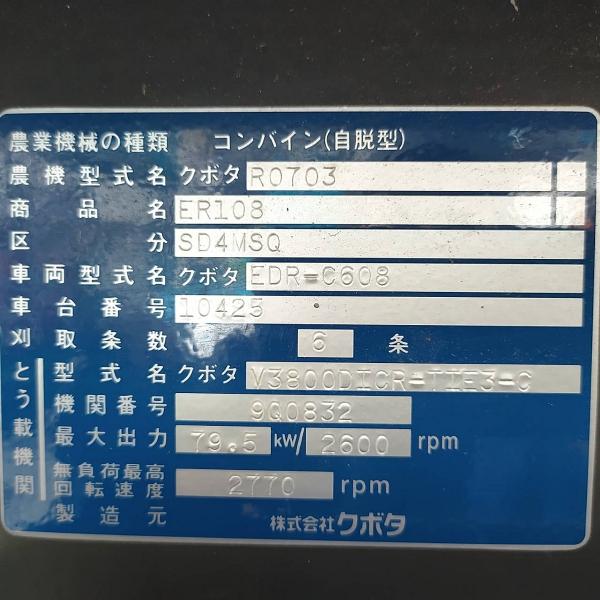 農業機械の種類 コンバイン(自脱型)
農機型式名 クボタ R0703
商品名 ER108
区分 SD4MSQ
車両型式名 クボタ EDR-C608
車台番号 10425
刈取条数 6 条
とう載機関
型式名 クボタ V3800DICR-TIE3-C
機関番号 9Q0832
最大出力 79.5 kW/ 2600 rpm
無負荷最高回転速度 2770 rpm
製造元 株式会社クボタ